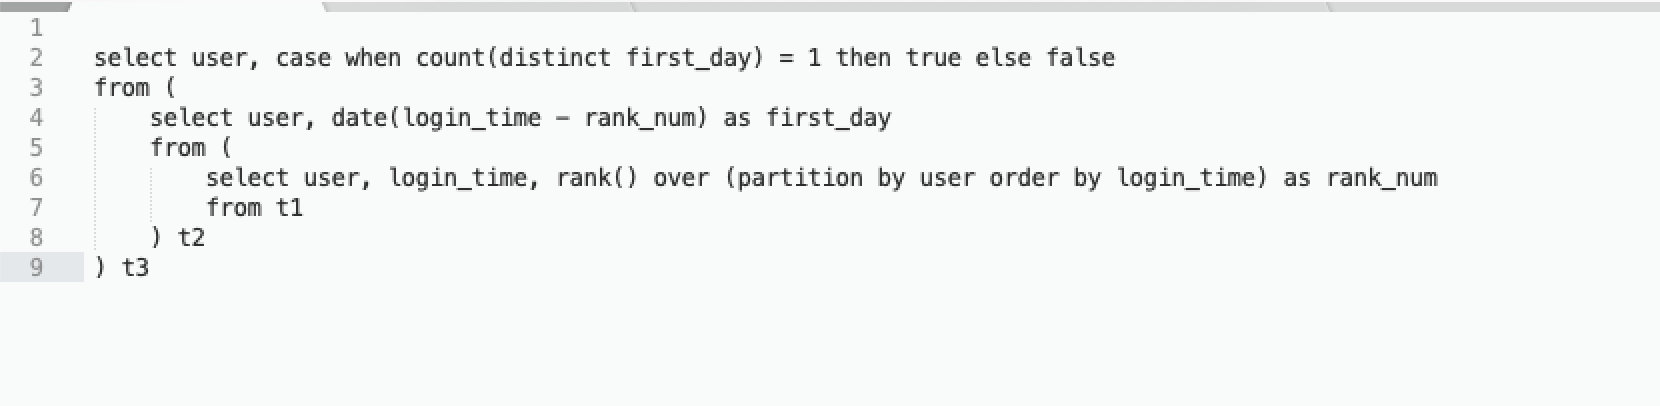 1
2 select user, case when count(distinct first_day) = 1 then true else false
3 from (
4 select user, date(login_time - rank_num) as first_day
5 from (
6 select user, login_time, rank() over (partition by user order by login_time) as rank_num
7 from t1
8 ) t2
9 ) t3